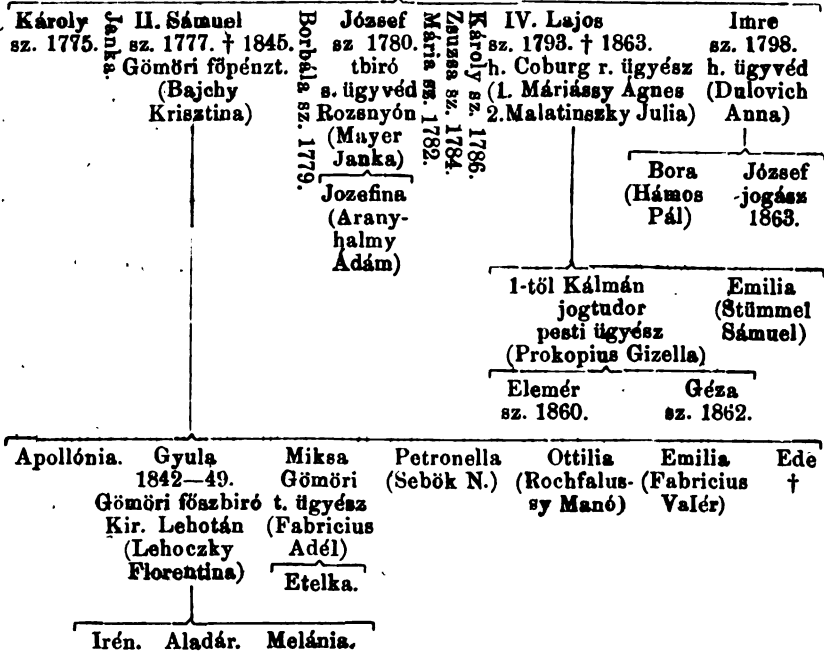 Károly
sz. 1775.
Janka.
II. Sámuel
sz. 1777. † 1845.
Gömöri főpénzt.
(Bajchy
Krisztina)
Borbála sz. 1779.
József
sz 1780.
tbiró
s. ügyvéd
Rozsnyón
(Mayer
Janka)
Jozefina
(Arany-
halmy
Ádám)
Mária sz. 1782.
Zsuzsa sz. 1784.
Károly sz. 1786.
IV. Lajos
sz. 1793. † 1863.
h. Coburg r. ügyész
(1. Máriássy Ágnes
2.Malatinszky Julia)
Imre
sz. 1798.
h. ügyvéd
(Dulovich
Anna)
Bora
(Hámos
Pál)
József
jogász
1863.
1-től Kálmán
jogtudor
pesti ügyész
(Prokopius Gizella)
Emilia
(Stümmel
Sámuel)
Elemér
sz. 1860.
Géza
sz. 1862.
Apollónia.
Gyula
1842—49.
Gömöri főszbiró
Kir. Lehotán
(Lehoczky
Florentina)
Miksa
Gömöri
t. ügyész
(Fabricius
Adél)
Etelka.
Petronella
(Sebök N.)
Ottilia
(Rochfalus-
sy Manó)
Emilia
(Fabricius
Valér)
Ede
†
Irén. Aladár. Melánia.